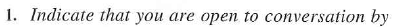 1. Indicate that you are open to conversation by